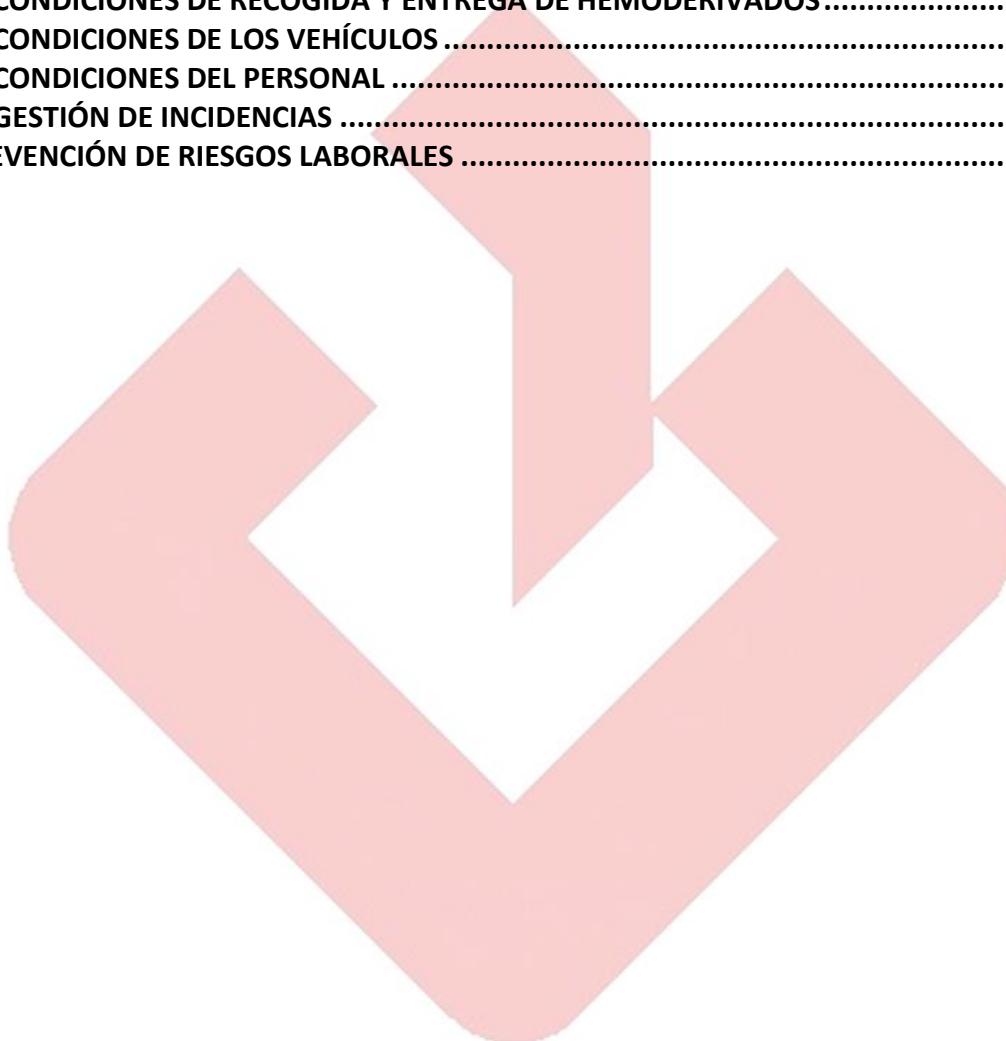 CONDICIONES DE RECOGIDA Y ENTREGA DE HEMODERIVADOS........................
CONDICIONES DE LOS VEHÍCULOS........................................................................
CONDICIONES DEL PERSONAL..............................................................................
GESTIÓN DE INCIDENCIAS.....................................................................................
EVENCIÓN DE RIESGOS LABORALES.....................................................................